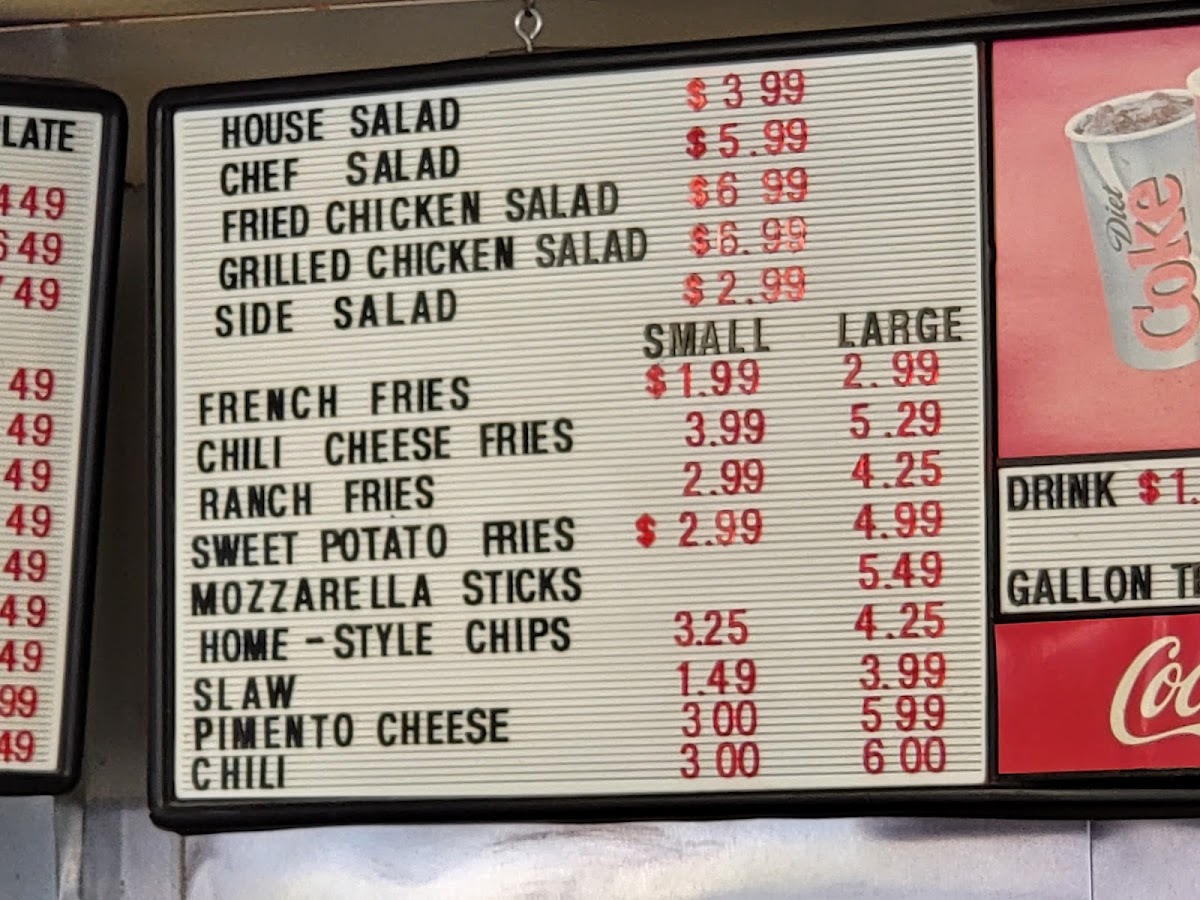 LATE
449
649
49
49
49
49
49
49
49
49
99
49
HOUSE SALAD $3 99
CHEF SALAD $5.99
FRIED CHICKEN SALAD $6 99
GRILLED CHICKEN SALAD $6.99
SIDE SALAD $2.99
SMALL LARGE
FRENCH FRIES $1.99 2.99
CHILI CHEESE FRIES 3.99 5.29
RANCH FRIES 2.99 4.25
SWEET POTATO FRIES $2.99 4.99
MOZZARELLA STICKS 5.49
HOME-STYLE CHIPS 3.25 4.25
SLAW 1.49 3.99
PIMENTO CHEESE 3 00 5 99
CHILI 3 00 6 00
Diet Coke
DRINK $1.
GALLON